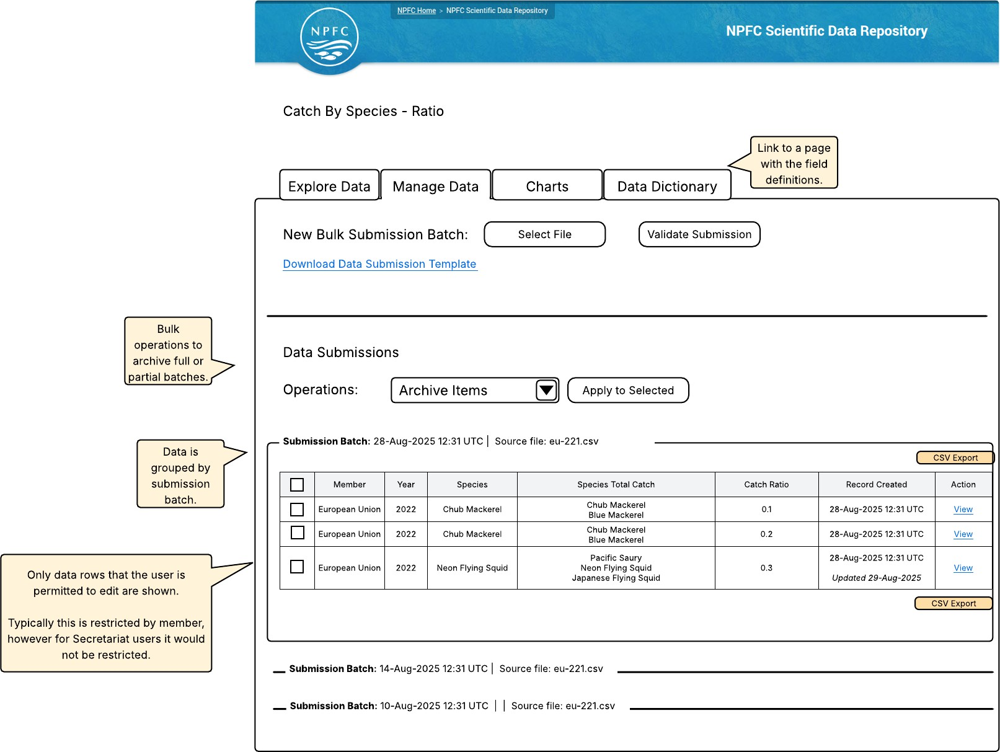 NPFC Home > NPFC Scientific Data Repository
NPFC
NPFC Scientific Data Repository
Catch By Species - Ratio
Link to a page
with the field
definitions.
Explore Data
Manage Data
Charts
Data Dictionary
New Bulk Submission Batch:
Select File
Validate Submission
Download Data Submission Template
Bulk
operations to
archive full or
partial batches.
Data Submissions
Operations:
Archive Items
Apply to Selected
Data is
grouped by
submission
batch.
Submission Batch: 28-Aug-2025 12:31 UTC | Source file: eu-221.csv
CSV Export
Member Year Species Species Total Catch Catch Ratio Record Created Action
European Union 2022 Chub Mackerel Chub Mackerel
Blue Mackerel 0.1 28-Aug-2025 12:31 UTC View
European Union 2022 Chub Mackerel Chub Mackerel
Blue Mackerel 0.2 28-Aug-2025 12:31 UTC View
European Union 2022 Neon Flying Squid Pacific Saury
Neon Flying Squid
Japanese Flying Squid 0.3 28-Aug-2025 12:31 UTC
Updated 29-Aug-2025 View
CSV Export
Only data rows that the user is
permitted to edit are shown.
Typically this is restricted by member,
however for Secretariat users it would
not be restricted.
Submission Batch: 14-Aug-2025 12:31 UTC | Source file: eu-221.csv
Submission Batch: 10-Aug-2025 12:31 UTC | | Source file: eu-221.csv